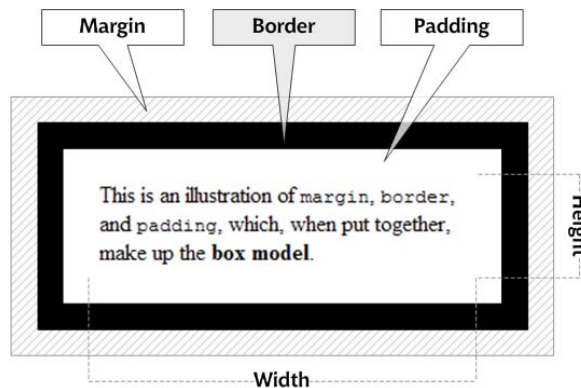 Margin
Border
Padding
This is an illustration of margin, border,
and padding, which, when put together,
make up the box model.
Height
Width